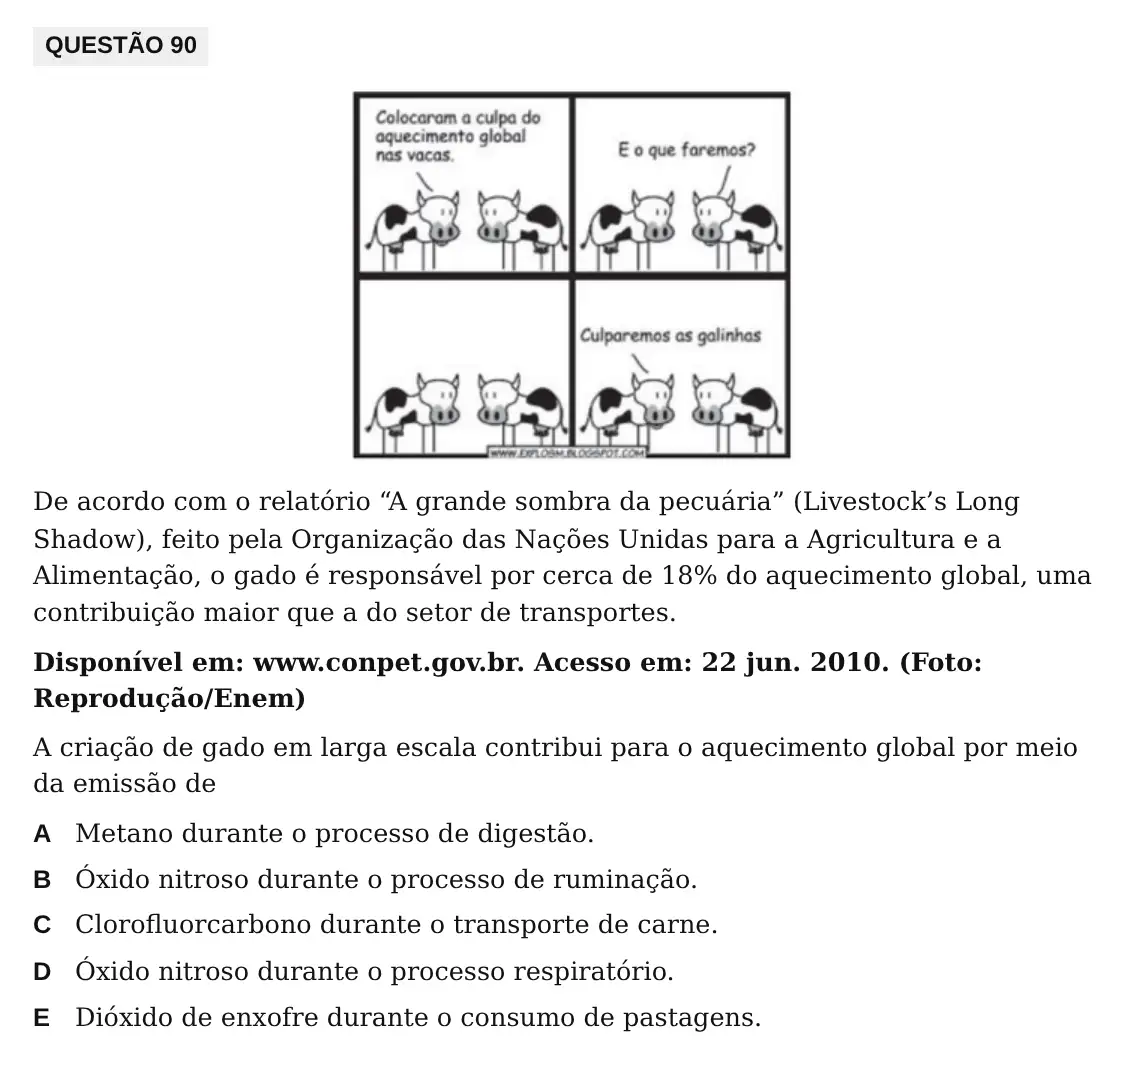 QUESTÃO 90
Colocaram a culpa do
aquecimento global
nas vacas.
E o que faremos?
Culparemos as galinhas
WWW.EXPLOSM.BLOGSPOT.COM
De acordo com o relatório “A grande sombra da pecuária” (Livestock’s Long
Shadow), feito pela Organização das Nações Unidas para a Agricultura e a
Alimentação, o gado é responsável por cerca de 18% do aquecimento global, uma
contribuição maior que a do setor de transportes.
Disponível em: www.conpet.gov.br. Acesso em: 22 jun. 2010. (Foto:
Reprodução/Enem)
A criação de gado em larga escala contribui para o aquecimento global por meio
da emissão de
A Metano durante o processo de digestão.
B Óxido nitroso durante o processo de ruminação.
C Clorofluorcarbono durante o transporte de carne.
D Óxido nitroso durante o processo respiratório.
E Dióxido de enxofre durante o consumo de pastagens.